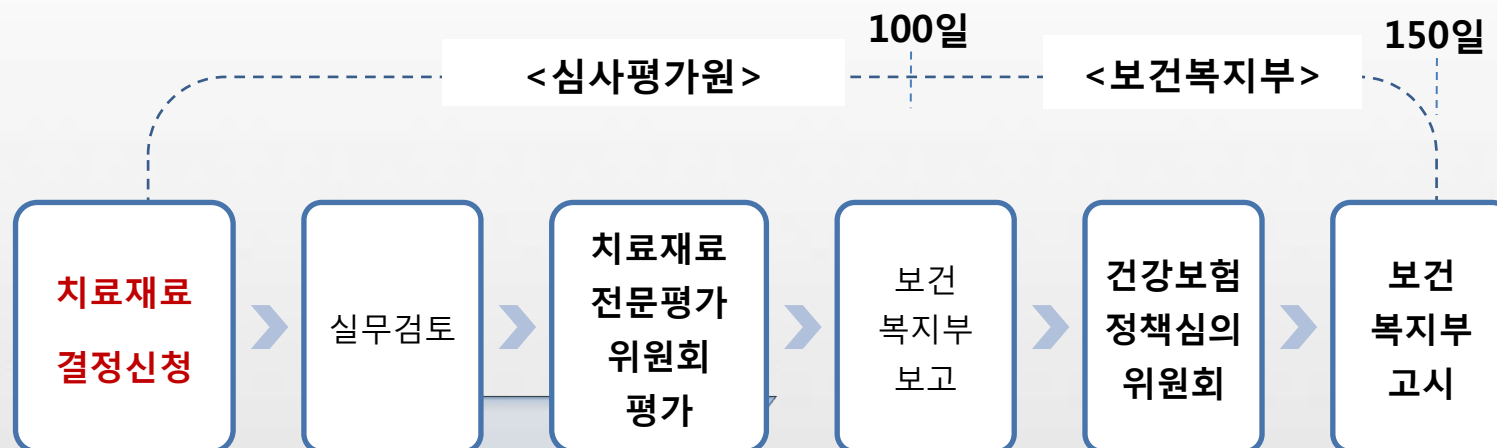 100일
150일
<심사평가원>
<보건복지부>
치료재료
결정신청
실무검토
치료재료
전문평가
위원회
평가
보건
복지부
보고
건강보험
정책심의
위원회
보건
복지부
고시